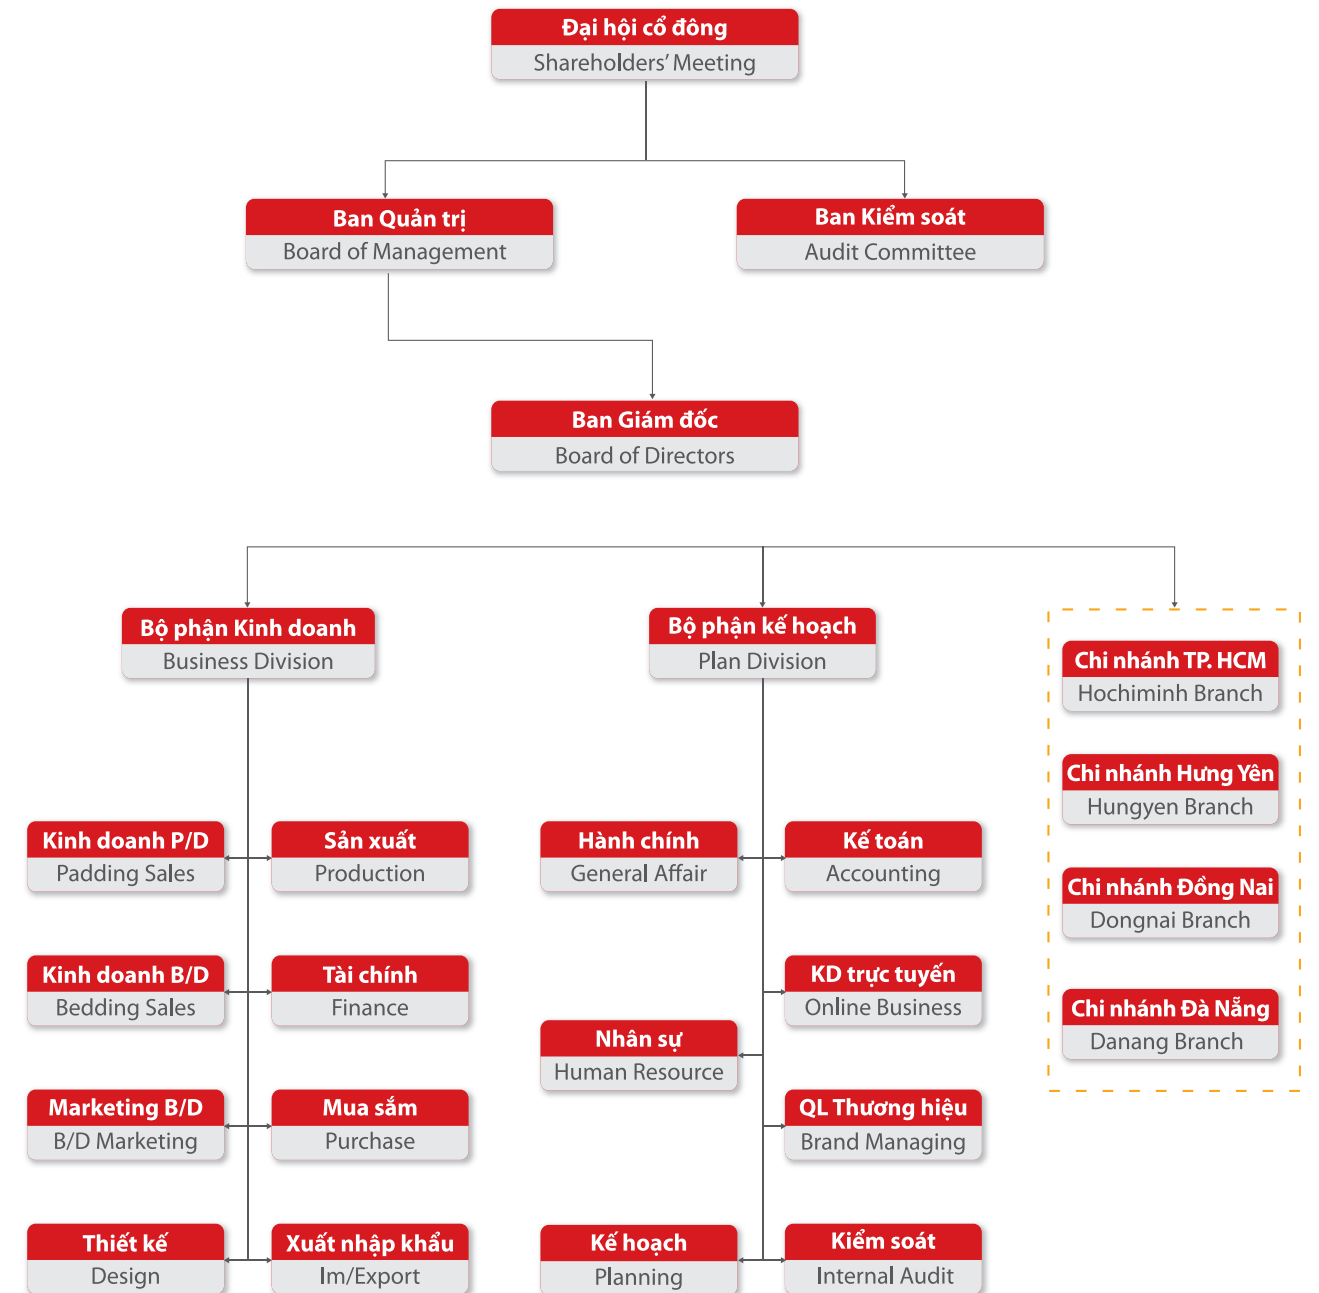 Đại hội cổ đông
Shareholders' Meeting
Ban Quản trị
Board of Management
Ban Kiểm soát
Audit Committee
Ban Giám đốc
Board of Directors
Bộ phận Kinh doanh
Business Division
Bộ phận kế hoạch
Plan Division
Chi nhánh TP. HCM
Hochiminh Branch
Chi nhánh Hưng Yên
Hungyen Branch
Chi nhánh Đồng Nai
Dongnai Branch
Chi nhánh Đà Nẵng
Danang Branch
Kinh doanh P/D
Padding Sales
Sản xuất
Production
Kinh doanh B/D
Bedding Sales
Tài chính
Finance
Marketing B/D
B/D Marketing
Mua sắm
Purchase
Thiết kế
Design
Xuất nhập khẩu
Im/Export
Hành chính
General Affair
Kế toán
Accounting
KD trực tuyến
Online Business
Nhân sự
Human Resource
QL Thương hiệu
Brand Managing
Kế hoạch
Planning
Kiểm soát
Internal Audit